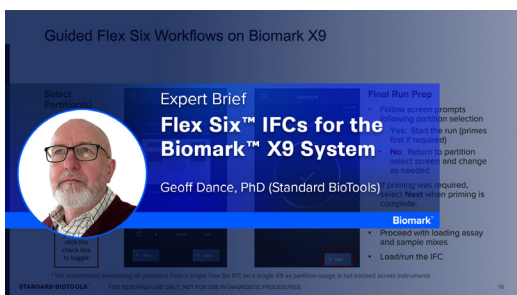 Guided Flex Six Workflows on Biomark X9
Select
Partition(s)
Expert Brief
Flex Six™ IFCs for the
Biomark™ X9 System
Geoff Dance, PhD (Standard BioTools)
Biomark™
Final Run Prep
• Follow screen prompts
following partition selection
Yes: Start the run (primes
first if required)
No: Return to partition
select screen and change
as needed
If priming was required,
select Next when priming is
complete.
• Proceed with loading assay
and sample mixes
• Load/run the IFC
click the
check box
to toggle
* We recommend processing all partitions from a single Flex Six IFC on a single X9 as partition usage is not tracked across instruments
STANDARD BIOTOOLS™ FOR RESEARCH USE ONLY. NOT FOR USE IN DIAGNOSTIC PROCEDURES.